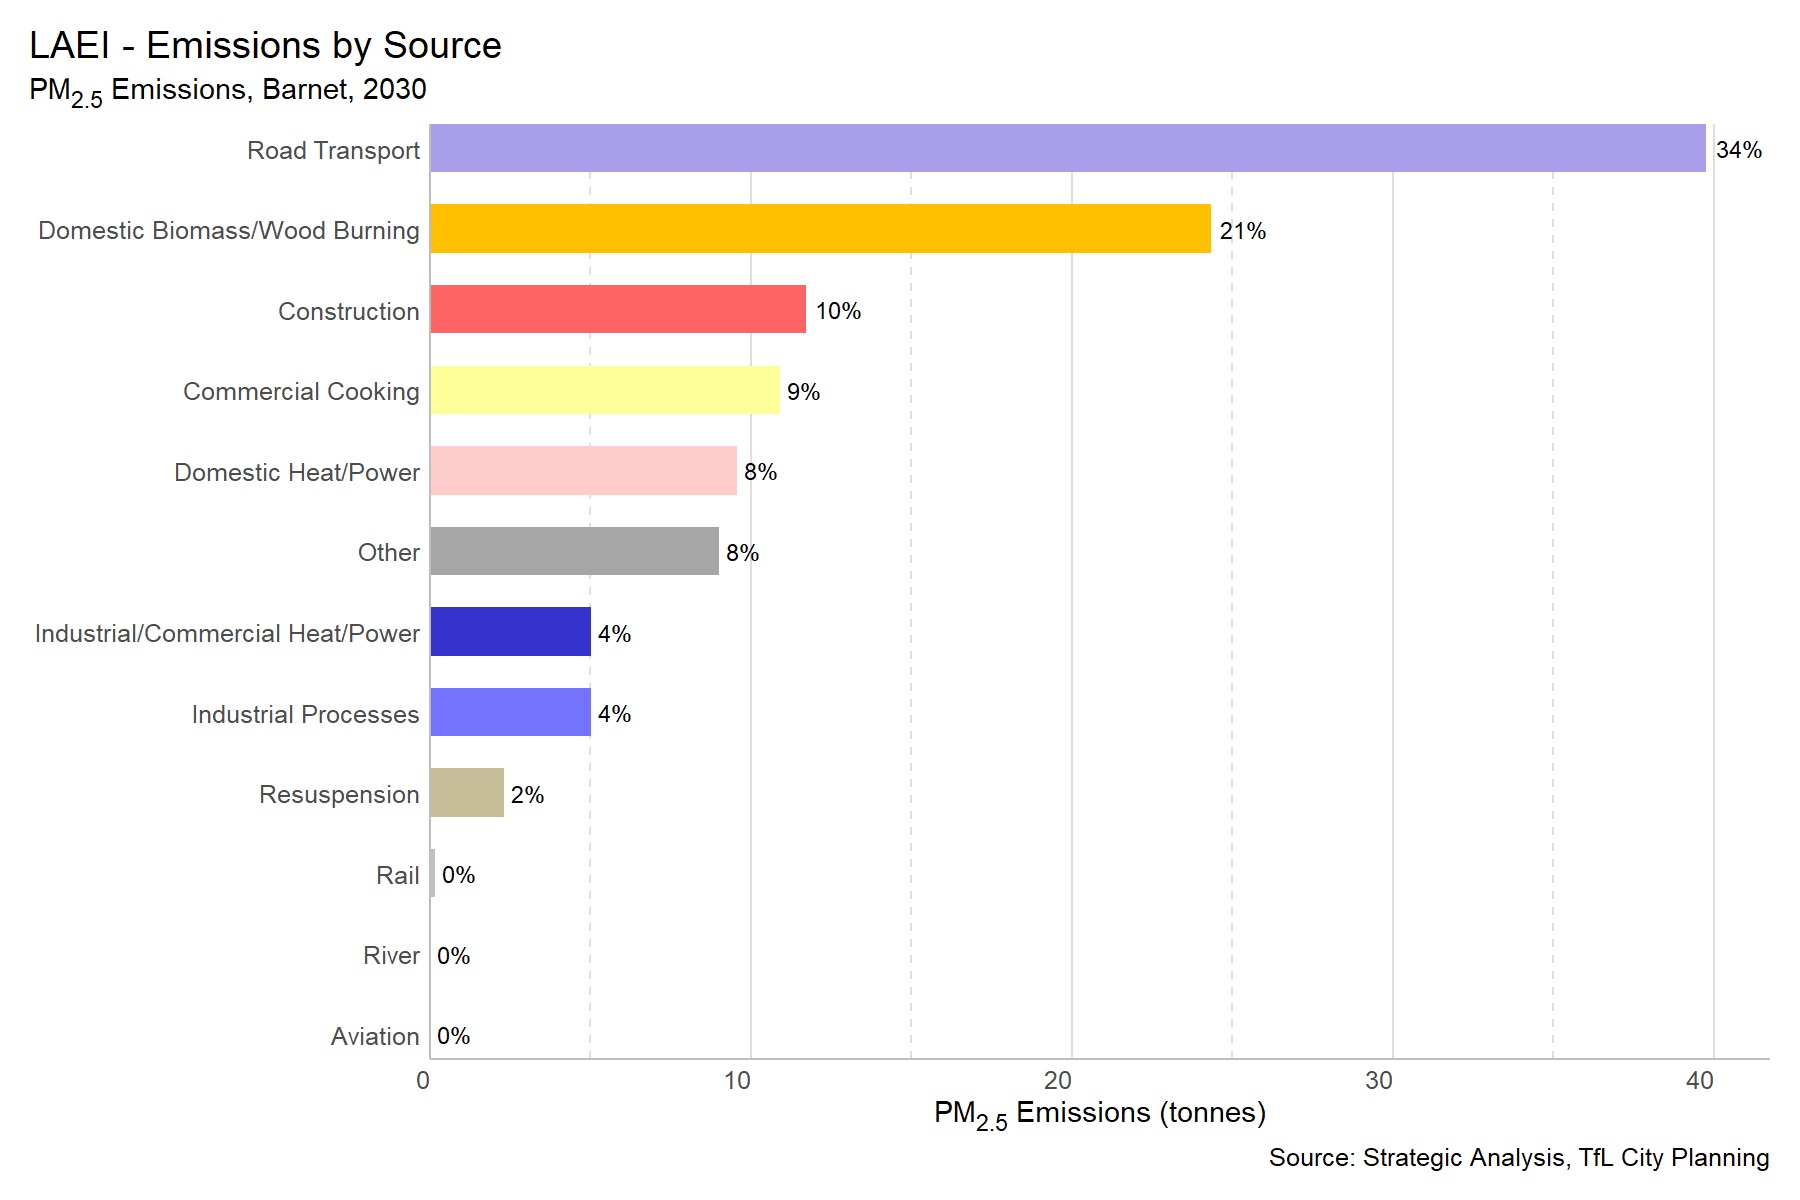 LAEI - Emissions by Source
PM2.5 Emissions, Barnet, 2030
Road Transport 34%
Domestic Biomass/Wood Burning 21%
Construction 10%
Commercial Cooking 9%
Domestic Heat/Power 8%
Other 8%
Industrial/Commercial Heat/Power 4%
Industrial Processes 4%
Resuspension 2%
Rail 0%
River 0%
Aviation 0%
0 10 20 30 40
PM2.5 Emissions (tonnes)
Source: Strategic Analysis, TfL City Planning